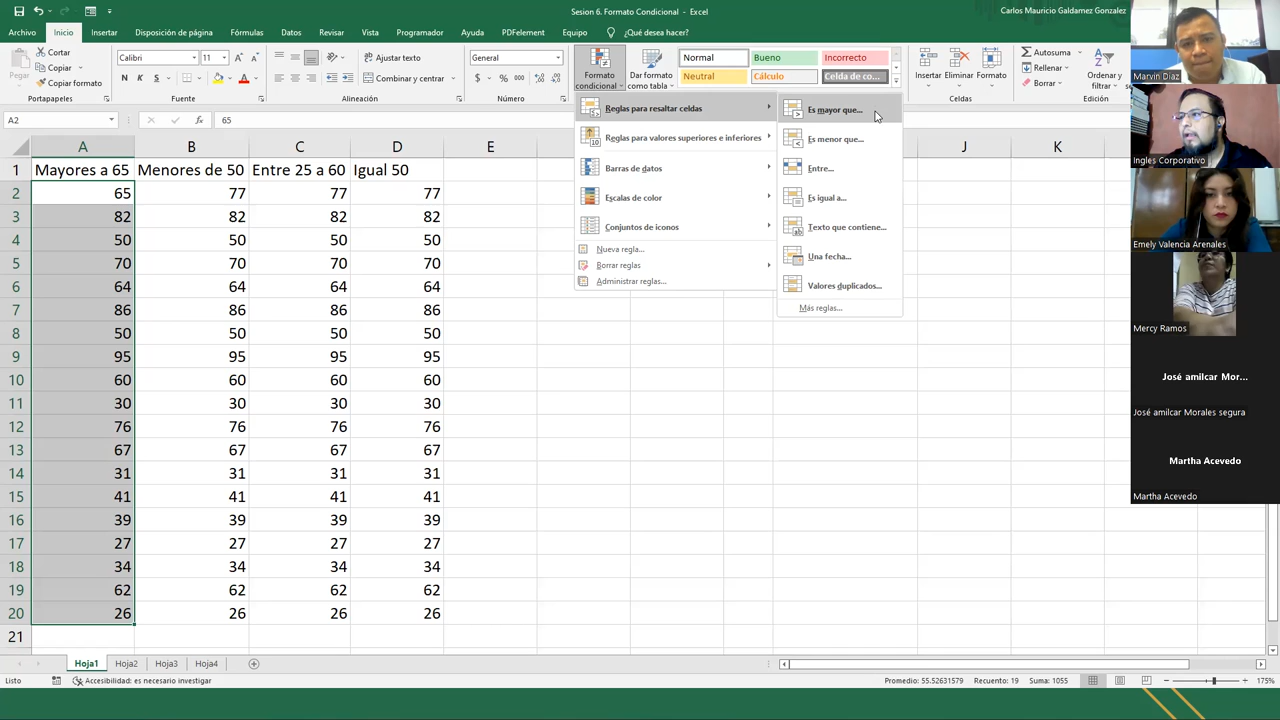 Sesion 6. Formato Condicional - Excel
Carlos Mauricio Galdamez Gonzalez
Archivo Inicio Insertar Disposición de página Fórmulas Datos Revisar Vista Programador Ayuda PDFelement Equipo ¿Qué desea hacer?
Pegar
Cortar
Copiar
Portapapeles
Calibri 11
N K S
Fuente
Ajustar texto
Combinar y centrar
Alineación
General
$ % 000
Número
Formato condicional
Dar formato como tabla
Normal Bueno Incorrecto
Neutral Cálculo Celda de co...
Insertar Eliminar Formato
Celdas
Autosuma
Rellenar
Borrar
Ordenar y filtrar
Reglas para resaltar celdas
Reglas para valores superiores e inferiores
Barras de datos
Escalas de color
Conjuntos de iconos
Nueva regla...
Borrar reglas
Administrar reglas...
Es mayor que...
Es menor que...
Entre...
Es igual a...
Texto que contiene...
Una fecha...
Valores duplicados...
Más reglas...
A2 fx 65
A B C D E J K
1 Mayores a 65 Menores de 50 Entre 25 a 60 Igual 50
2 65 77 77 77
3 82 82 82 82
4 50 50 50 50
5 70 70 70 70
6 64 64 64 64
7 86 86 86 86
8 50 50 50 50
9 95 95 95 95
10 60 60 60 60
11 30 30 30 30
12 76 76 76 76
13 67 67 67 67
14 31 31 31 31
15 41 41 41 41
16 39 39 39 39
17 27 27 27 27
18 34 34 34 34
19 62 62 62 62
20 26 26 26 26
21
Hoja1 Hoja2 Hoja3 Hoja4
Listo Accesibilidad: es necesario investigar Promedio: 55.52631579 Recuento: 19 Suma: 1055 175%
Marvin Diaz
Ingles Corporativo
Emely Valencia Arenales
Mercy Ramos
José amilcar Mor...
José amilcar Morales segura
Martha Acevedo
Martha Acevedo